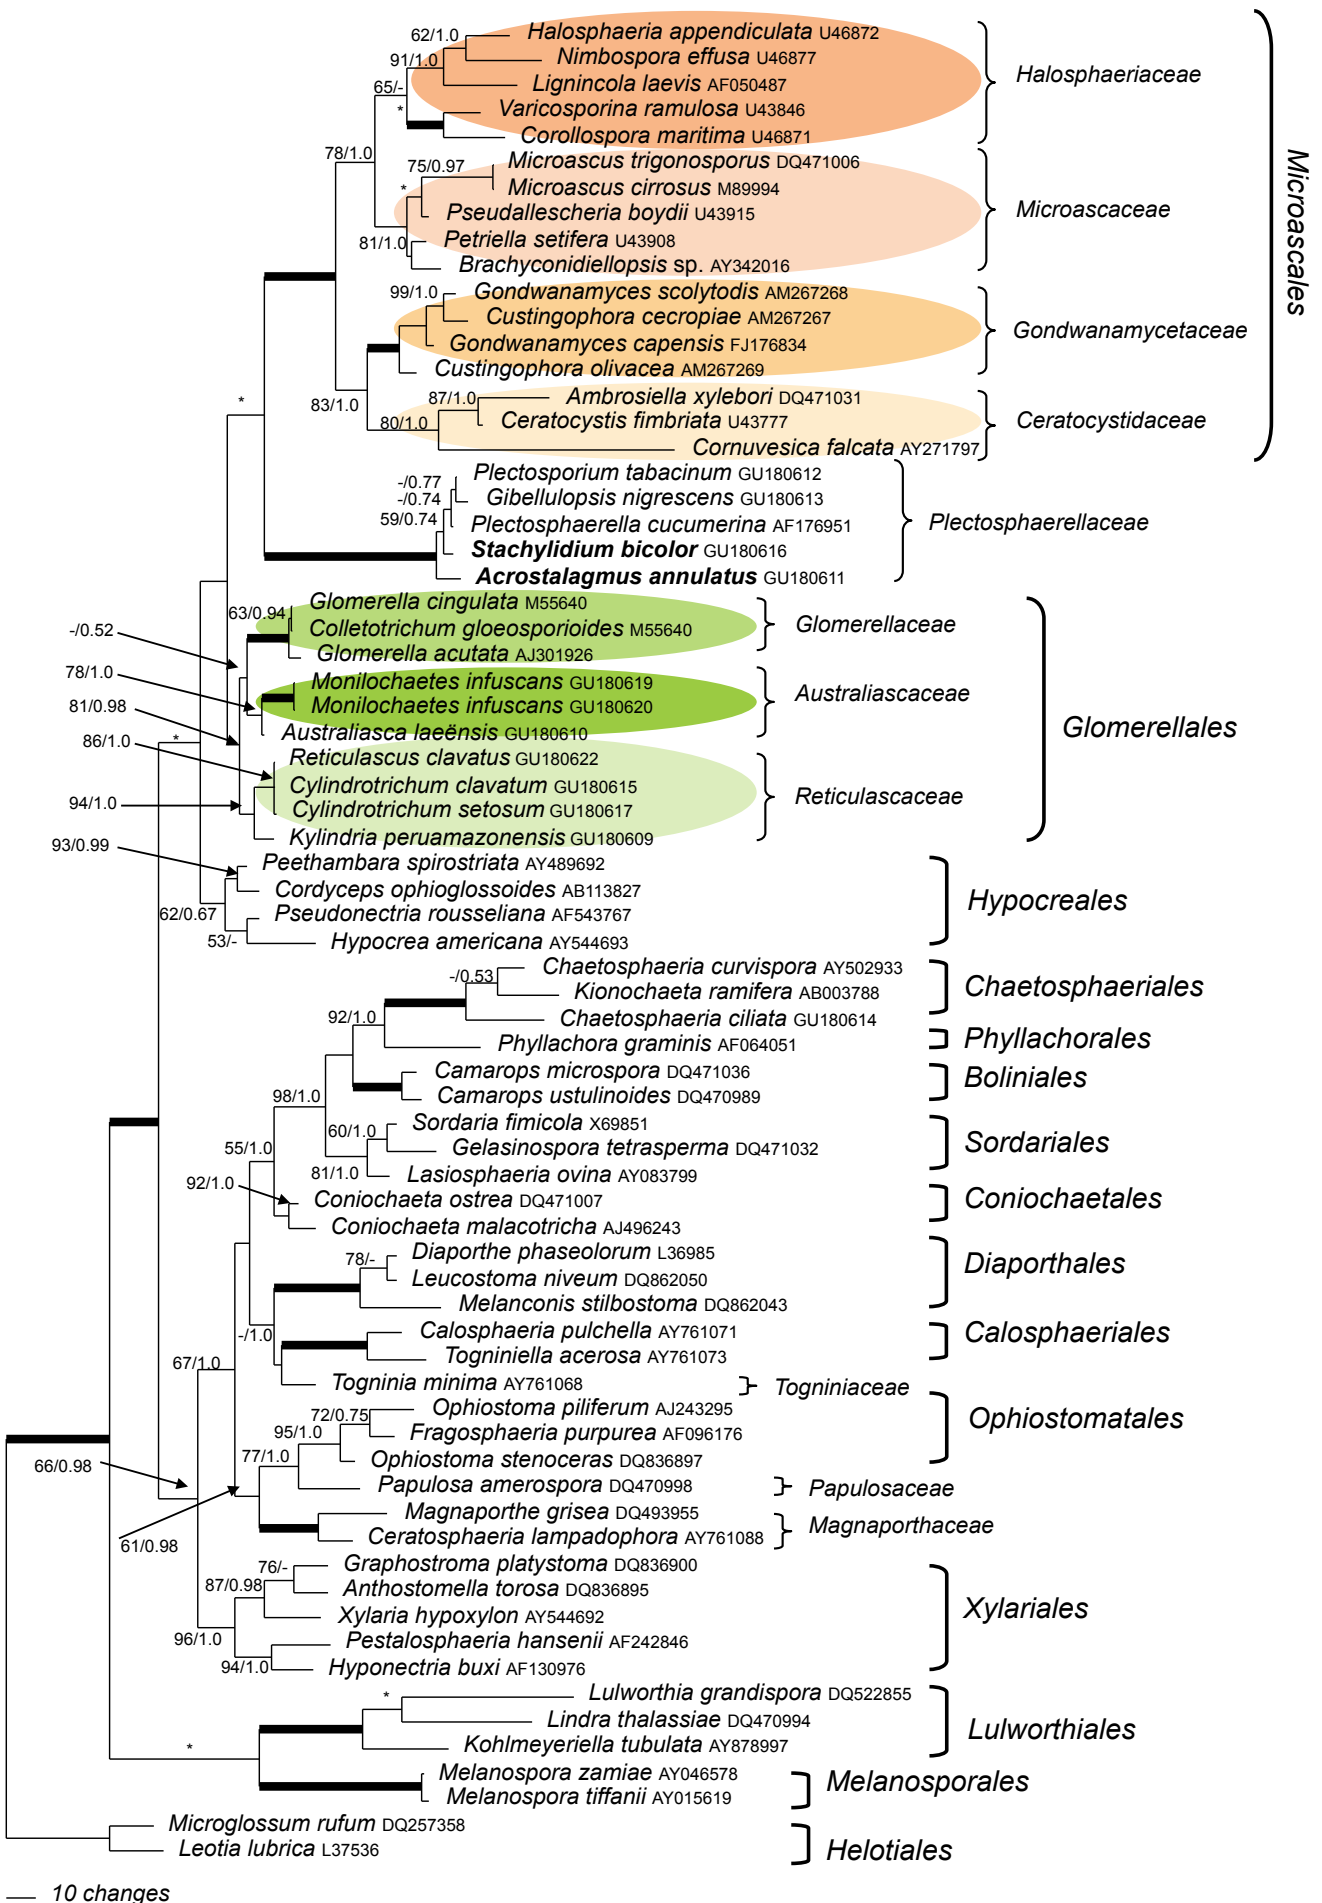 62/1.0 Halosphaeria appendiculata U46872
Nimbospora effusa U46877
91/1.0
Halosphaeriaceae
Lignincola laevis AF050487
65/-
*
Varicosporina ramulosa U43846
Corollospora maritima U46871
78/1.0
Microascus trigonosporus DQ471006
75/0.97
*
Microascus cirrosus M89994
Pseudallescheria boydii U43915
Microascaceae
Microascales
81/1.0
Petriella setifera U43908
Brachyconidiellopsis sp. AY342016
99/1.0
Gondwanamyces scolytodis AM267268
Custingophora cecropiae AM267267
Gondwanamycetaceae
Gondwanamyces capensis FJ176834
Custingophora olivacea AM267269
*
83/1.0
87/1.0
Ambrosiella xylebori DQ471031
80/1.0
Ceratocystis fimbriata U43777
Ceratocystidaceae
Cornuvesica falcata AY271797
Plectosporium tabacinum GU180612
-/0.77
-/0.74
Gibellulopsis nigrescens GU180613
59/0.74
Plectosphaerella cucumerina AF176951
Plectosphaerellaceae
Stachylidium bicolor GU180616
Acrostalagmus annulatus GU180611
Glomerella cingulata M55640
63/0.94
Colletotrichum gloeosporioides M55640
Glomerellaceae
-/0.52
Glomerella acutata AJ301926
78/1.0
Monilochaetes infuscans GU180619
Australiascaceae
81/0.98
Monilochaetes infuscans GU180620
Glomerellales
Australiasca laeënsis GU180610
86/1.0
*
Reticulascus clavatus GU180622
Cylindrotrichum clavatum GU180615
Reticulascaceae
94/1.0
Cylindrotrichum setosum GU180617
Kylindria peruamazonensis GU180609
93/0.99
Peethambara spirostriata AY489692
Cordyceps ophioglossoides AB113827
Hypocreales
62/0.67
Pseudonectria rousseliana AF543767
53/-
Hypocrea americana AY544693
Chaetosphaeria curvispora AY502933
-/0.53
Kionochaeta ramifera AB003788
Chaetosphaeriales
92/1.0
Chaetosphaeria ciliata GU180614
Phyllachora graminis AF064051
Phyllachorales
Camarops microspora DQ471036
Boliniales
98/1.0
Camarops ustulinoides DQ470989
60/1.0
Sordaria fimicola X69851
Gelasinospora tetrasperma DQ471032
Sordariales
55/1.0
81/1.0
Lasiosphaeria ovina AY083799
92/1.0
Coniochaeta ostrea DQ471007
Coniochaetales
Coniochaeta malacotricha AJ496243
78/-
Diaporthe phaseolorum L36985
Leucostoma niveum DQ862050
Diaporthales
Melanconis stilbostoma DQ862043
-/1.0
Calosphaeria pulchella AY761071
Calosphaeriales
67/1.0
Togniniella acerosa AY761073
Togninia minima AY761068
Togniniaceae
72/0.75
Ophiostoma piliferum AJ243295
95/1.0
Fragosphaeria purpurea AF096176
Ophiostomatales
66/0.98
77/1.0
Ophiostoma stenoceras DQ836897
Papulosa amerospora DQ470998
Papulosaceae
Magnaporthe grisea DQ493955
Magnaporthaceae
61/0.98
Ceratosphaeria lampadophora AY761088
76/-
Graphostroma platystoma DQ836900
87/0.98
Anthostomella torosa DQ836895
Xylariales
Xylaria hypoxylon AY544692
96/1.0
Pestalosphaeria hansenii AF242846
94/1.0
Hyponectria buxi AF130976
*
Lulworthia grandispora DQ522855
Lindra thalassiae DQ470994
Lulworthiales
*
Kohlmeyeriella tubulata AY878997
Melanospora zamiae AY046578
Melanosporales
Melanospora tiffanii AY015619
Microglossum rufum DQ257358
Leotia lubrica L37536
Helotiales
10 changes